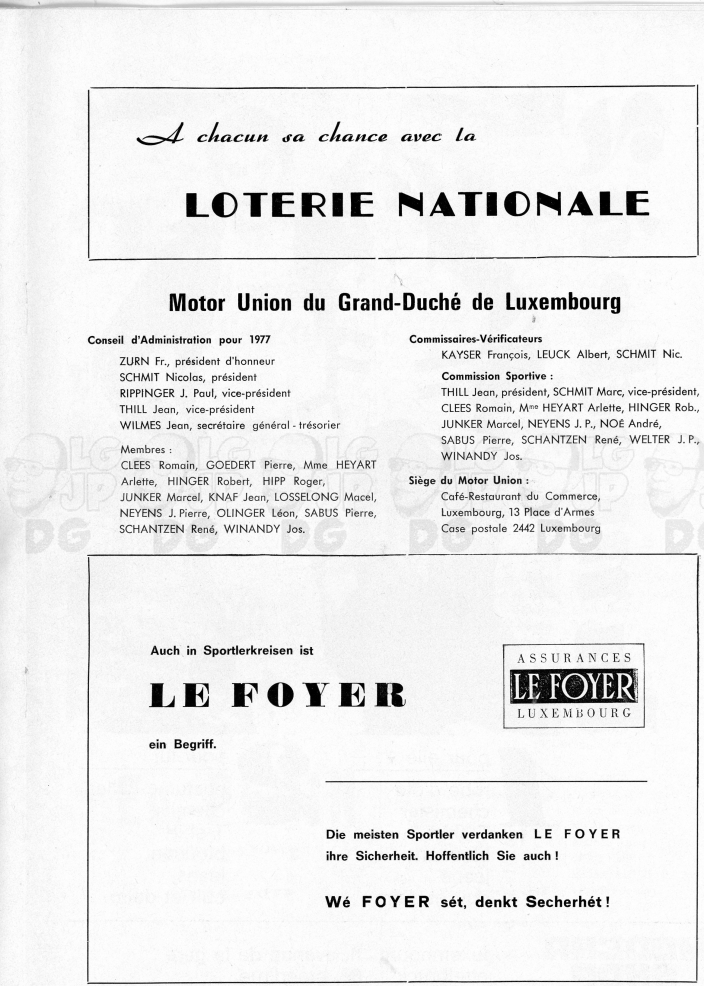 A chacun sa chance avec la
LOTERIE NATIONALE
Motor Union du Grand-Duché de Luxembourg
Conseil d'Administration pour 1977
ZURN Fr., président d'honneur
SCHMIT Nicolas, président
RIPPINGER J. Paul, vice-président
THILL Jean, vice-président
WILMES Jean, secrétaire général - trésorier
Membres :
CLEES Romain, GOEDERT Pierre, Mme HEYART
Arlette, HINGER Robert, HIPP Roger,
JUNKER Marcel, KNAF Jean, LOSSELONG Macel,
NEYENS J. Pierre, OLINGER Léon, SABUS Pierre,
SCHANTZEN René, WINANDY Jos.
Commissaires-Vérificateurs
KAYSER François, LEUCK Albert, SCHMIT Nic.
Commission Sportive :
THILL Jean, président, SCHMIT Marc, vice-président,
CLEES Romain, Mme HEYART Arlette, HINGER Rob.,
JUNKER Marcel, NEYENS J. P., NOÉ André,
SABUS Pierre, SCHANTZEN René, WELTER J. P.,
WINANDY Jos.
Siège du Motor Union :
Café-Restaurant du Commerce,
Luxembourg, 13 Place d'Armes
Case postale 2442 Luxembourg
Auch in Sportlerkreisen ist
LE FOYER
ein Begriff.
ASSURANCES
LE FOYER
LUXEMBOURG
Die meisten Sportler verdanken LE FOYER
ihre Sicherheit. Hoffentlich Sie auch !
Wé FOYER sét, denkt Secherhét !